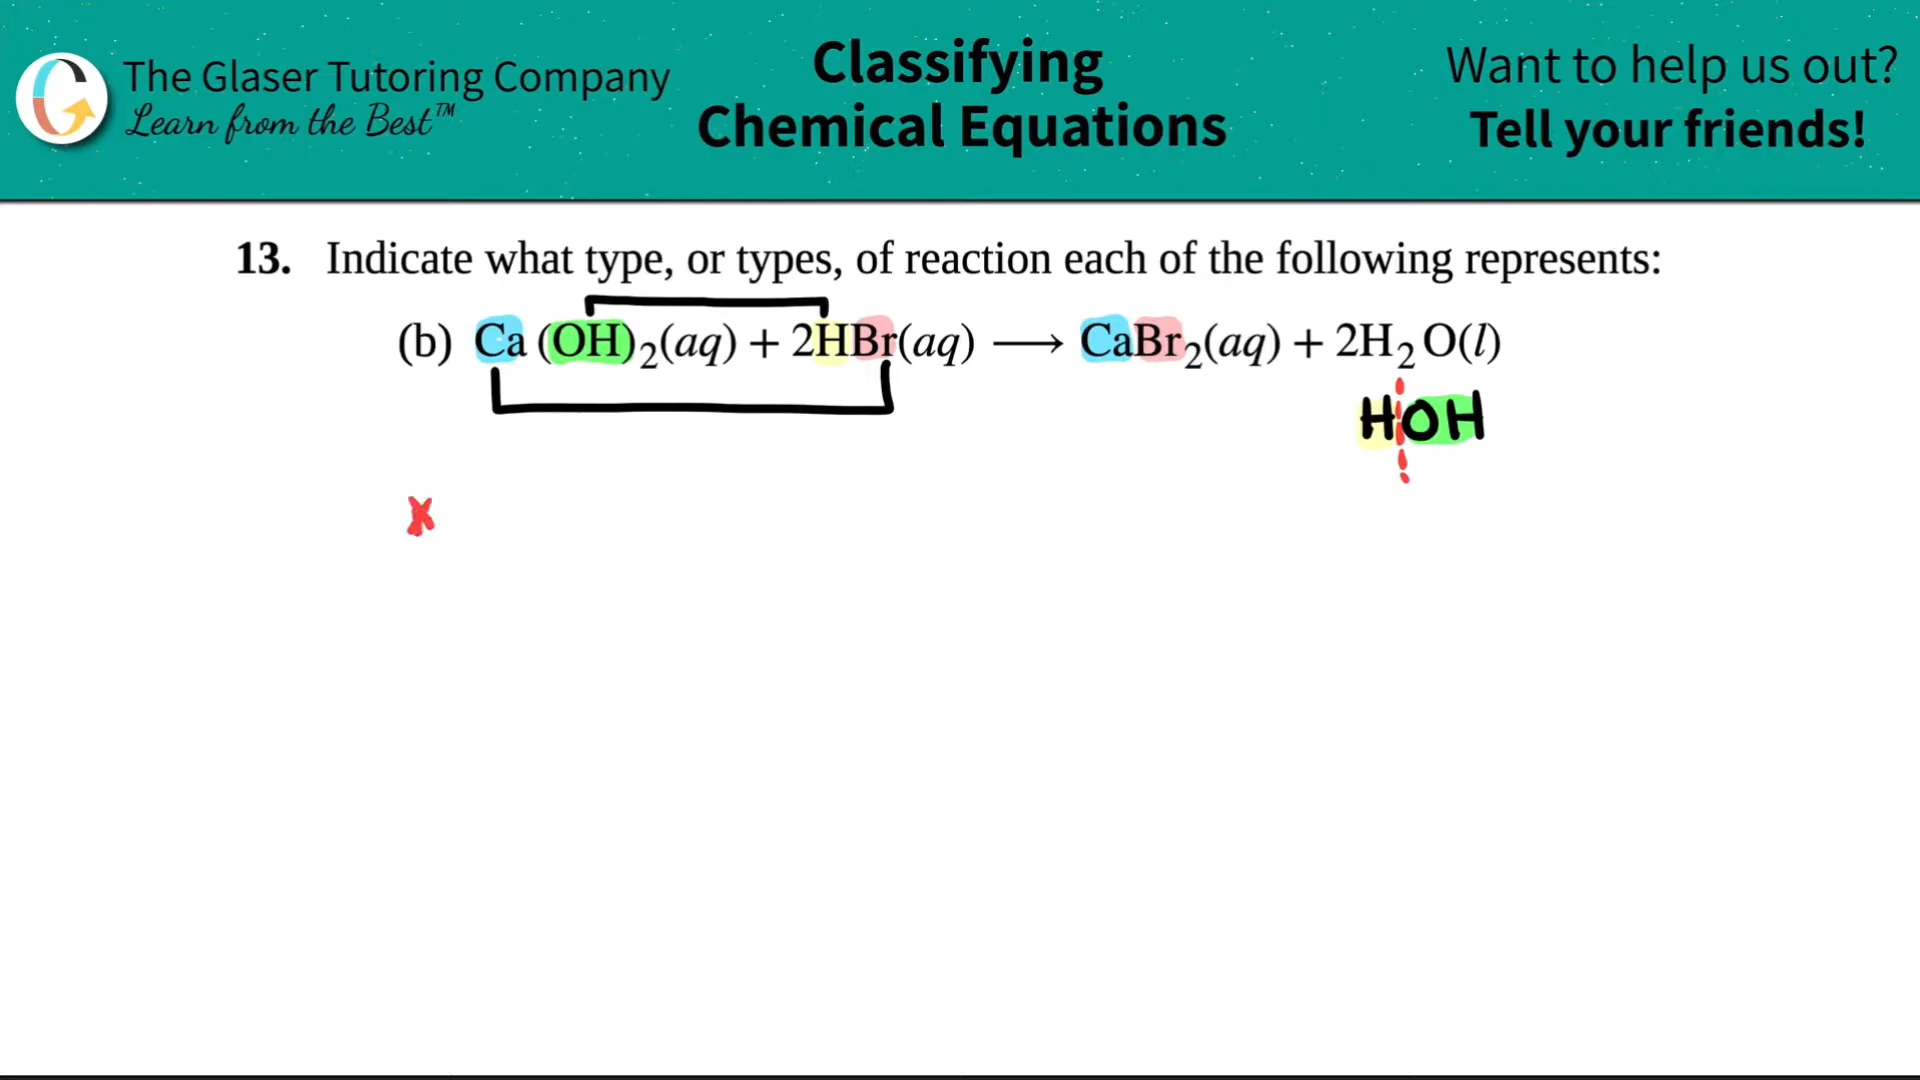 The Glaser Tutoring Company
Learn from the Best™
Classifying
Chemical Equations
Want to help us out?
Tell your friends!
13. Indicate what type, or types, of reaction each of the following represents:
(b) Ca(OH)₂(aq) + 2HBr(aq) ⟶ CaBr₂(aq) + 2H₂O(l)
HOH
x